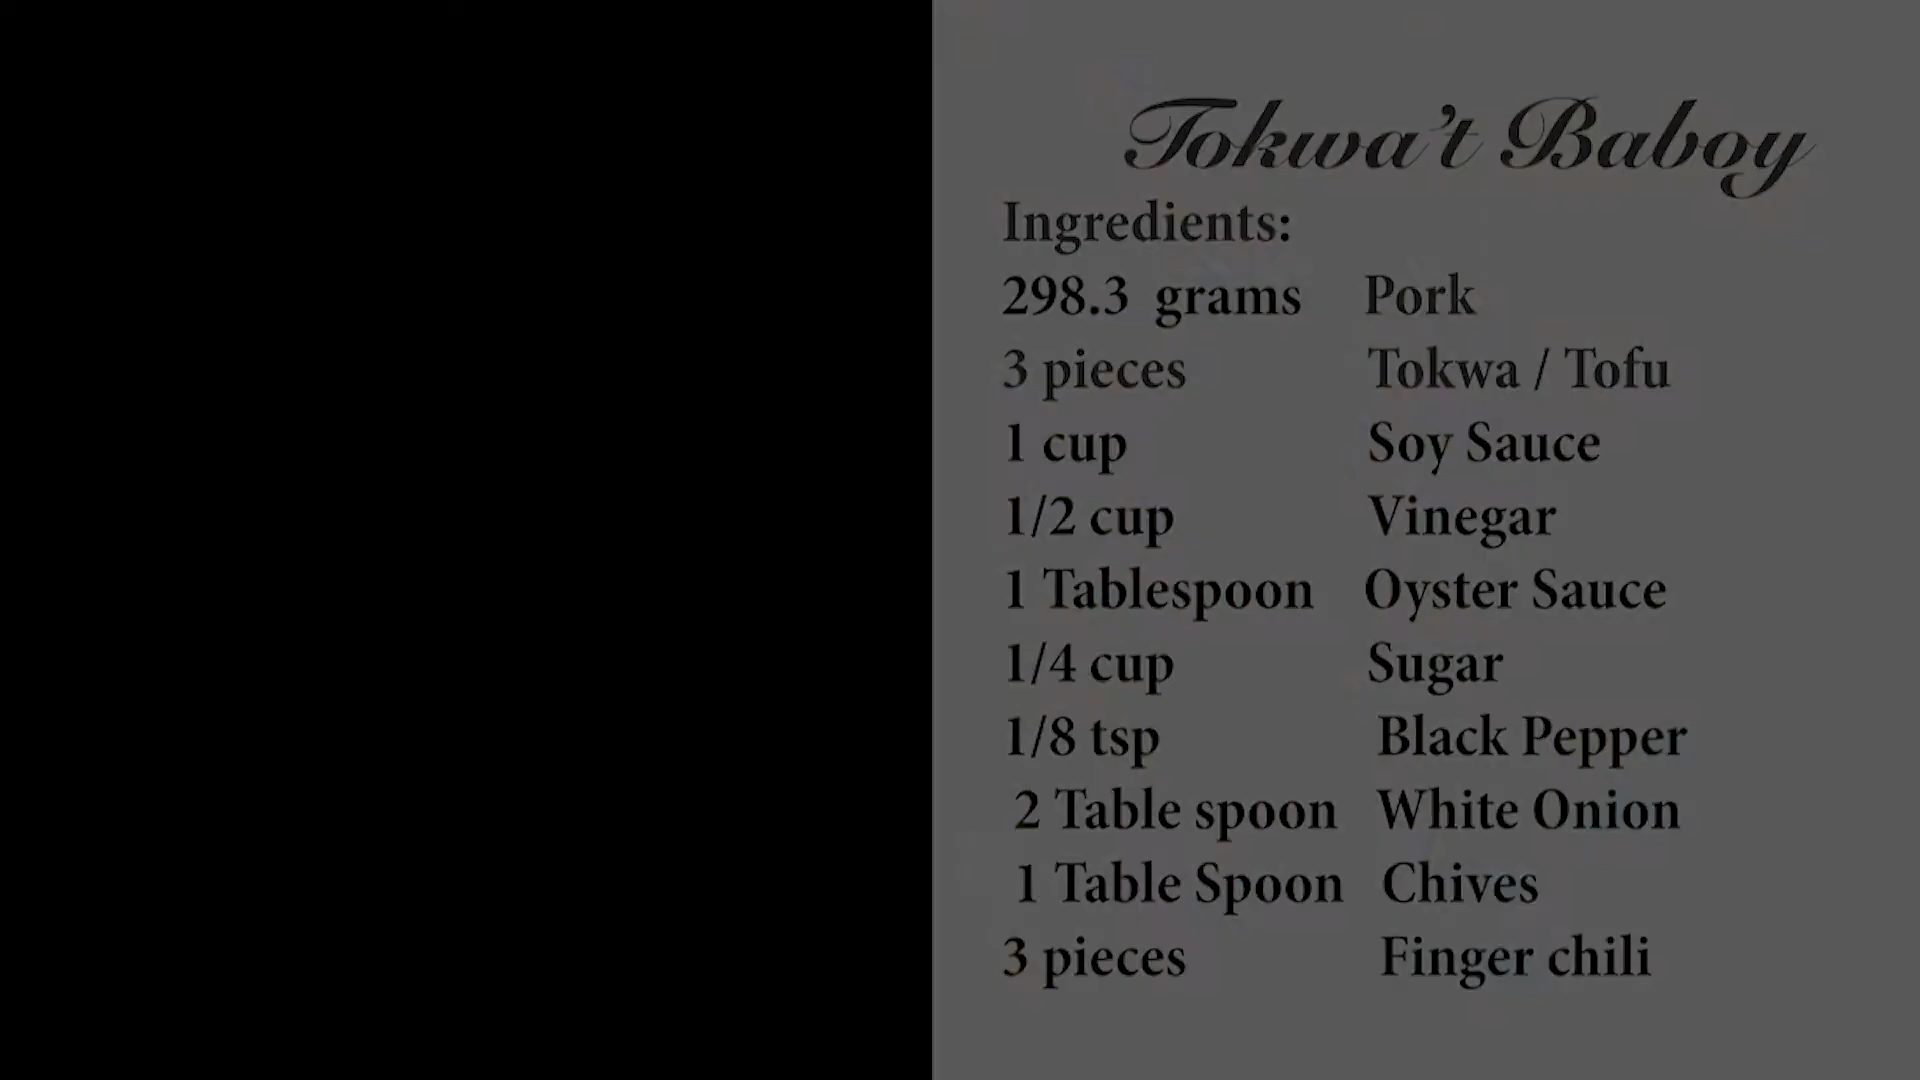 Tokwa't Baboy
Ingredients:
298.3 grams Pork
3 pieces Tokwa / Tofu
1 cup Soy Sauce
1/2 cup Vinegar
1 Tablespoon Oyster Sauce
1/4 cup Sugar
1/8 tsp Black Pepper
2 Table spoon White Onion
1 Table Spoon Chives
3 pieces Finger chili